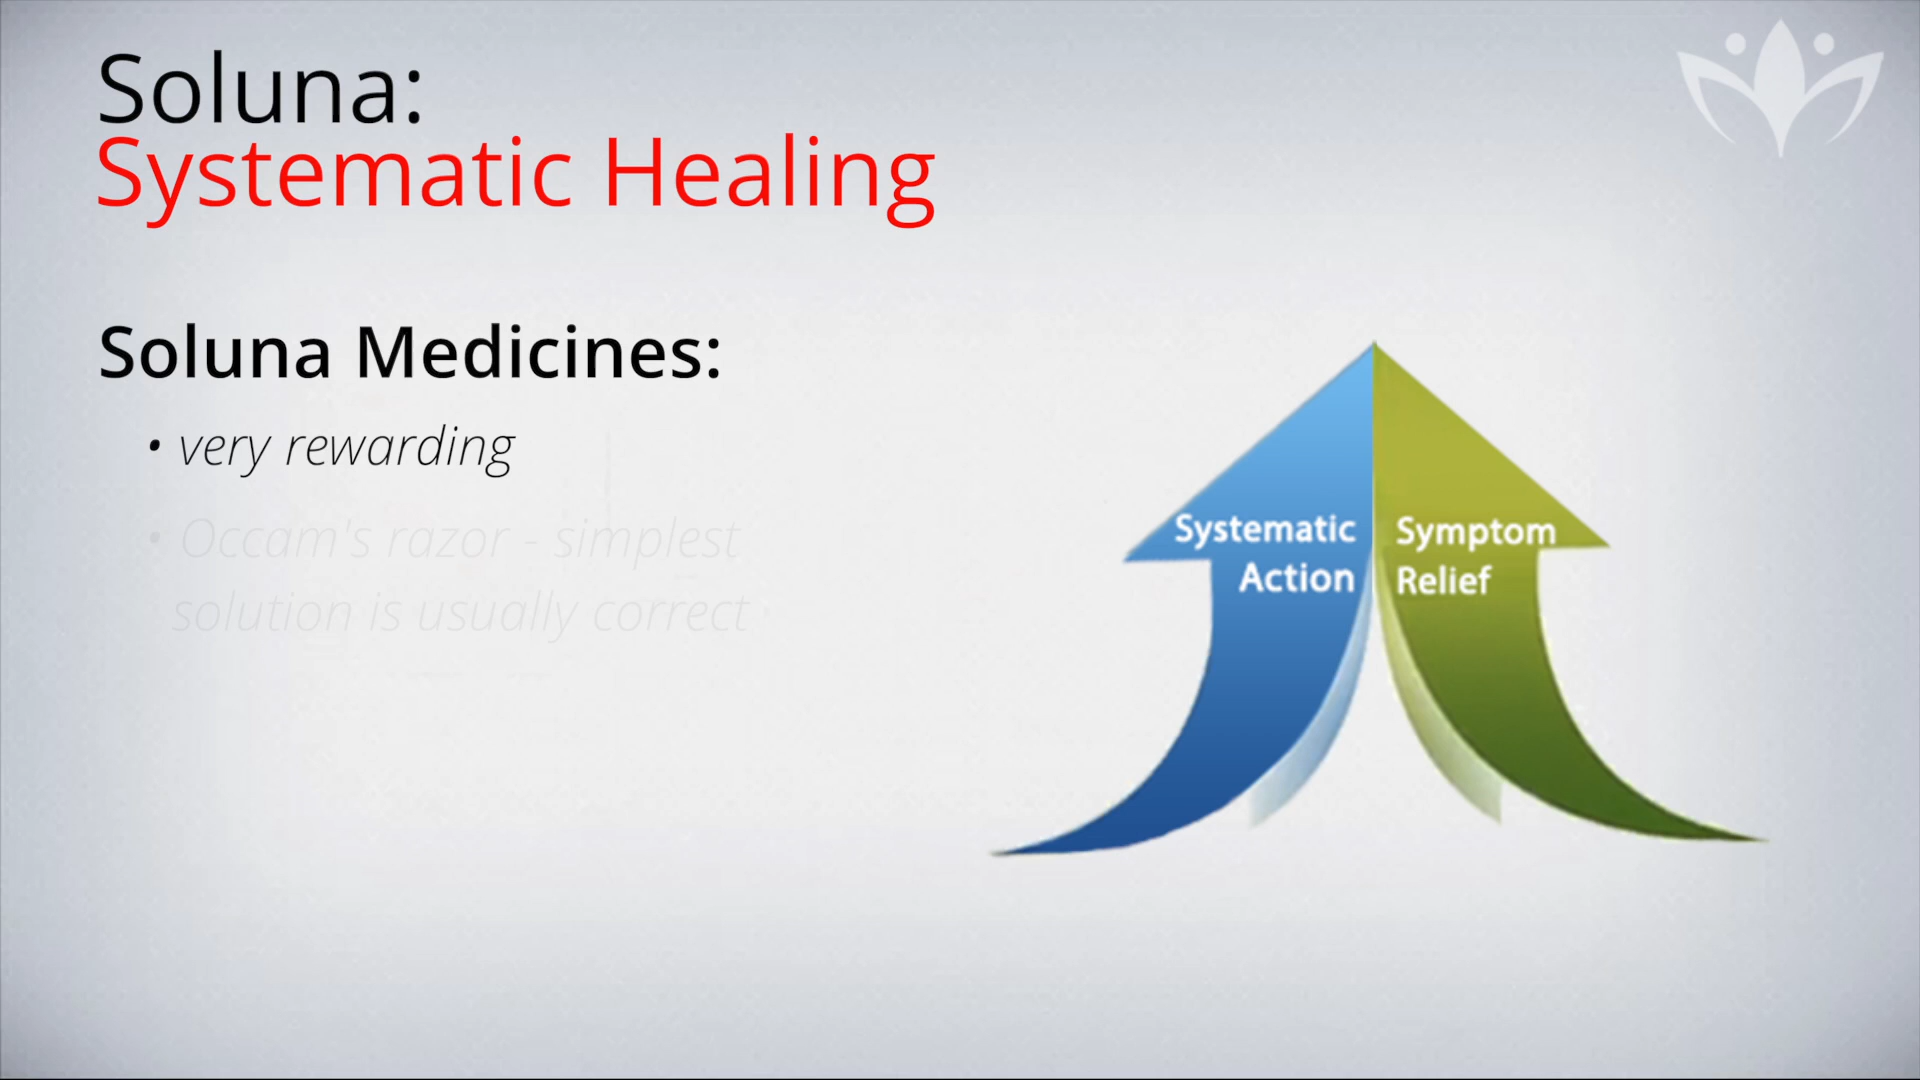 Soluna:
Systematic Healing
Soluna Medicines:
• very rewarding
• Occam's razor - simplest
solution is usually correct
Systematic
Action
Symptom
Relief